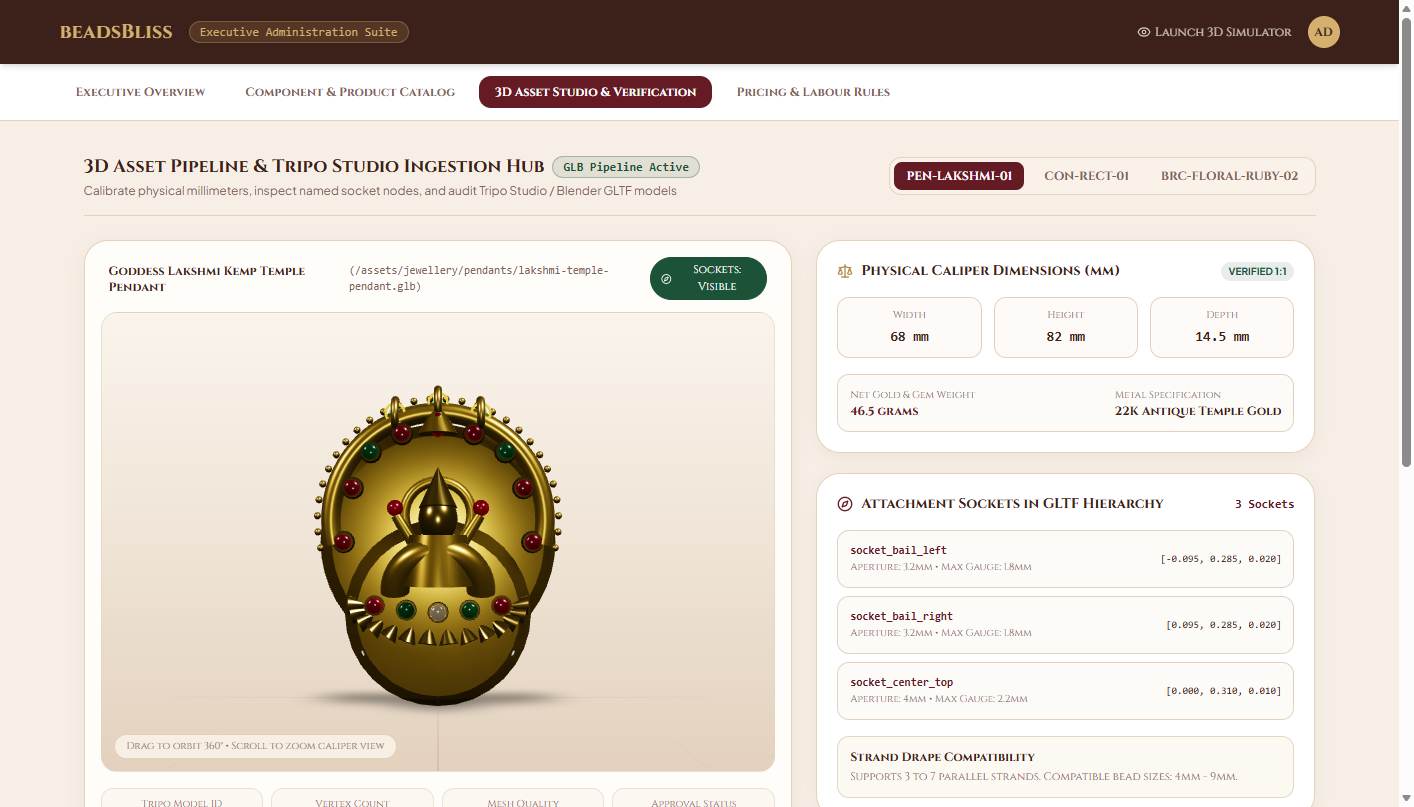 BEADSBLISS
Executive Administration Suite
LAUNCH 3D SIMULATOR
AD
EXECUTIVE OVERVIEW
COMPONENT & PRODUCT CATALOG
3D ASSET STUDIO & VERIFICATION
PRICING & LABOUR RULES
3D ASSET PIPELINE & TRIPO STUDIO INGESTION HUB
GLB Pipeline Active
Calibrate physical millimeters, inspect named socket nodes, and audit Tripo Studio / Blender GLTF models
PEN-LAKSHMI-01
CON-RECT-01
BRC-FLORAL-RUBY-02
GODDESS LAKSHMI KEMP TEMPLE
PENDANT
(/assets/jewellery/pendants/lakshmi-temple-
pendant.glb)
SOCKETS:
VISIBLE
DRAG TO ORBIT 360° • SCROLL TO ZOOM CALIPER VIEW
TRIPO MODEL ID
VERTEX COUNT
MESH QUALITY
APPROVAL STATUS
PHYSICAL CALIPER DIMENSIONS (MM)
VERIFIED 1:1
WIDTH
68 mm
HEIGHT
82 mm
DEPTH
14.5 mm
NET GOLD & GEM WEIGHT
46.5 GRAMS
METAL SPECIFICATION
22K ANTIQUE TEMPLE GOLD
ATTACHMENT SOCKETS IN GLTF HIERARCHY
3 Sockets
socket_bail_left
APERTURE: 3.2MM • MAX GAUGE: 1.8MM
[-0.095, 0.285, 0.020]
socket_bail_right
APERTURE: 3.2MM • MAX GAUGE: 1.8MM
[0.095, 0.285, 0.020]
socket_center_top
APERTURE: 4MM • MAX GAUGE: 2.2MM
[0.000, 0.310, 0.010]
STRAND DRAPE COMPATIBILITY
SUPPORTS 3 TO 7 PARALLEL STRANDS. COMPATIBLE BEAD SIZES: 4MM - 9MM.